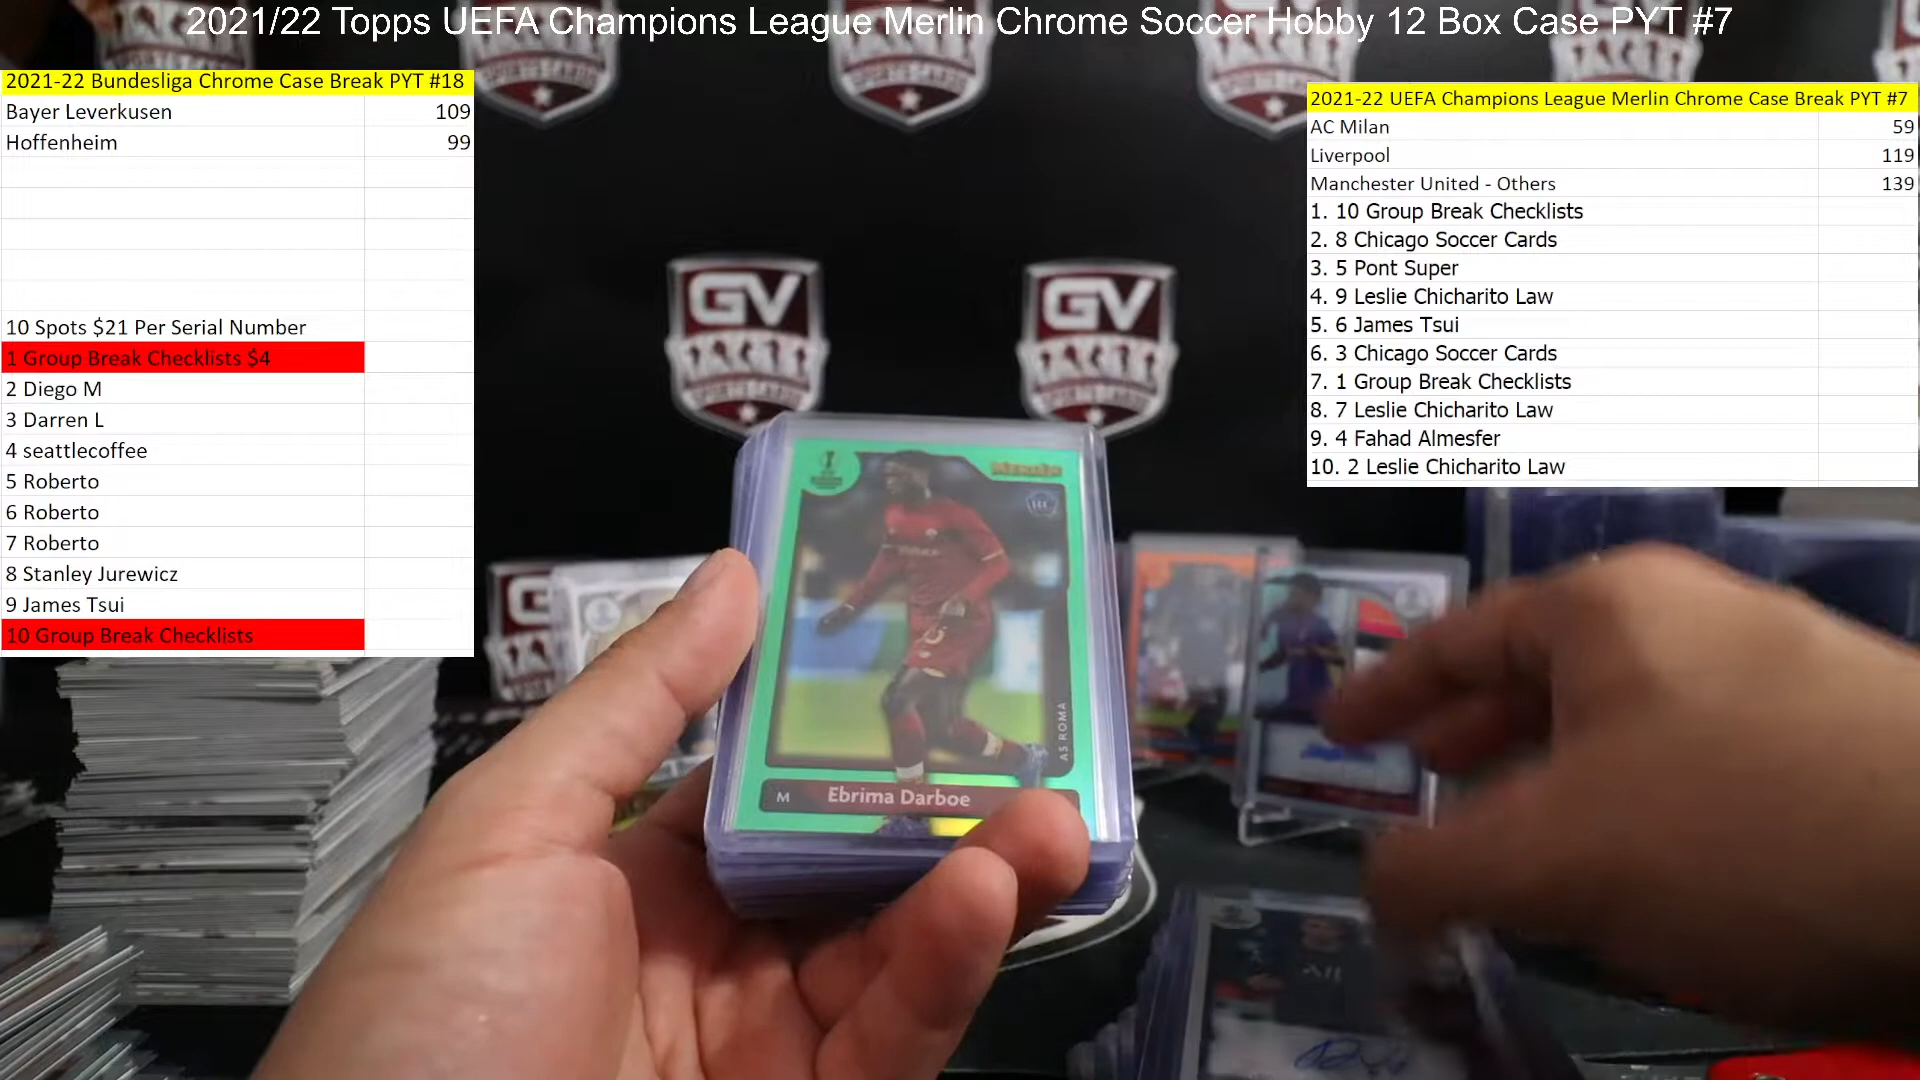 2021/22 Topps UEFA Champions League Merlin Chrome Soccer Hobby 12 Box Case PYT #7
2021-22 Bundesliga Chrome Case Break PYT #18
Bayer Leverkusen 109
Hoffenheim 99
10 Spots $21 Per Serial Number
1 Group Break Checklists $4
2 Diego M
3 Darren L
4 seattlecoffee
5 Roberto
6 Roberto
7 Roberto
8 Stanley Jurewicz
9 James Tsui
10 Group Break Checklists
2021-22 UEFA Champions League Merlin Chrome Case Break PYT #7
AC Milan 59
Liverpool 119
Manchester United - Others 139
1. 10 Group Break Checklists
2. 8 Chicago Soccer Cards
3. 5 Pont Super
4. 9 Leslie Chicharito Law
5. 6 James Tsui
6. 3 Chicago Soccer Cards
7. 1 Group Break Checklists
8. 7 Leslie Chicharito Law
9. 4 Fahad Almesfer
10. 2 Leslie Chicharito Law
GV
GV
Merlin
RC
AS ROMA
M Ebrima Darboe